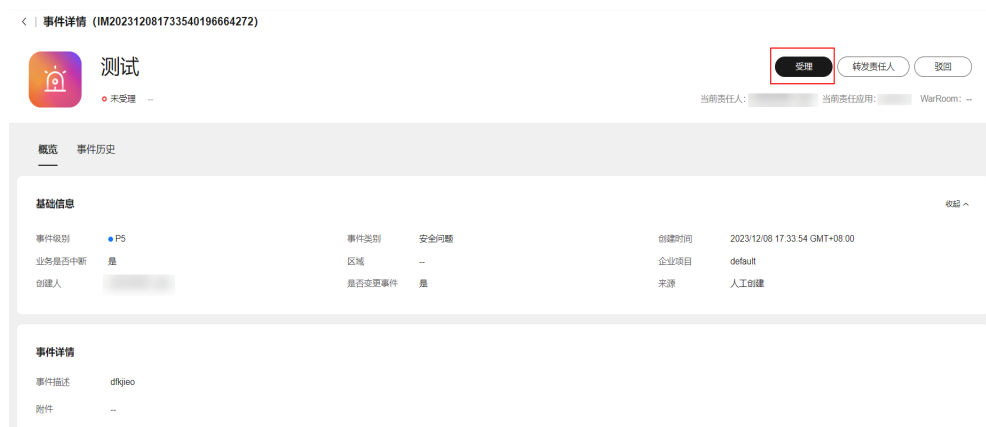 事件详情（IM202312081733540196664272）
测试
受理 转发责任人 驳回
未受理 --
当前责任人： 当前责任应用： WarRoom： --
概览 事件历史
基础信息 收起
事件级别 P5 事件类别 安全问题 创建时间 2023/12/08 17:33:54 GMT+08:00
业务是否中断 是 区域 -- 企业项目 default
创建人 是否变更事件 是 来源 人工创建
事件详情
事件描述 dfkjieo
附件 --